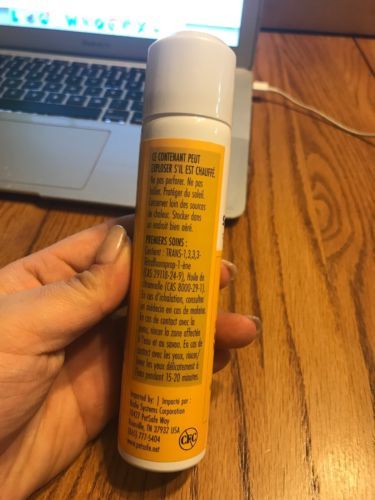 CE CONTENANT PEUT
EXPLOSER S'IL EST CHAUFFÉ.
Ne pas perforer. Ne pas
brûler. Protéger du soleil.
Conserver loin des sources
de chaleur. Stocker dans
un endroit bien aéré.
PREMIERS SOINS :
Contient : TRANS-1,3,3,3-
(CAS 29118-24-9), Huile de
Citronnelle (CAS 8000-29-1).
En cas d'inhalation, consulter
un médecin en cas de malaise.
En cas de contact avec la
peau, rincer la zone affectée
à l'eau et au savon. En cas de
contact avec les yeux, rincer/
laver les yeux délicatement à
l'eau pendant 15-20 minutes.
Imported by: | Importé par :
Radio Systems Corporation
10427 PetSafe Way
Knoxville, TN 37932 USA
(865) 777-5404
www.petsafe.net
CFC